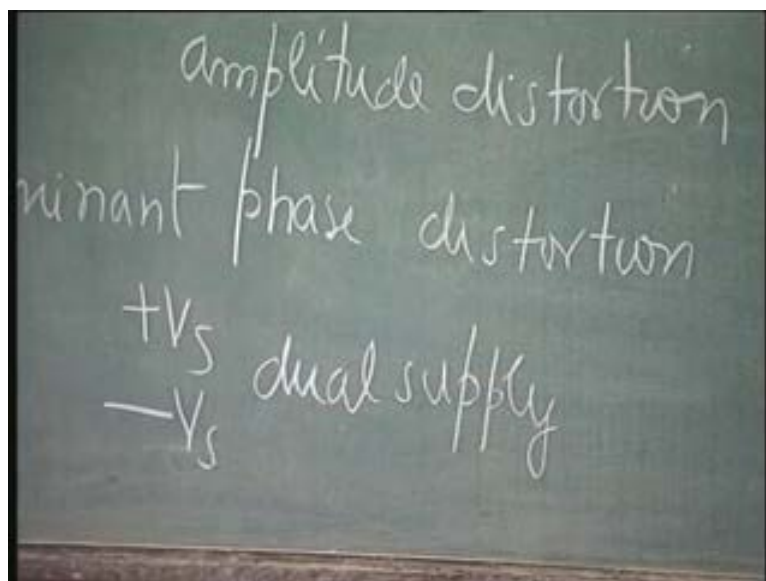 amplitude distortion
minant phase distortion
+Vs dual supply
-Vs